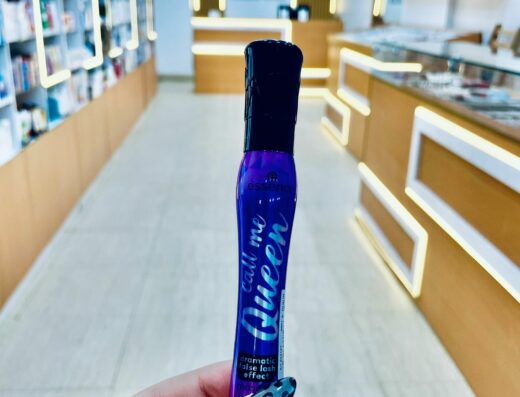 essence
call me
Queen
dramatic
false lash
effect